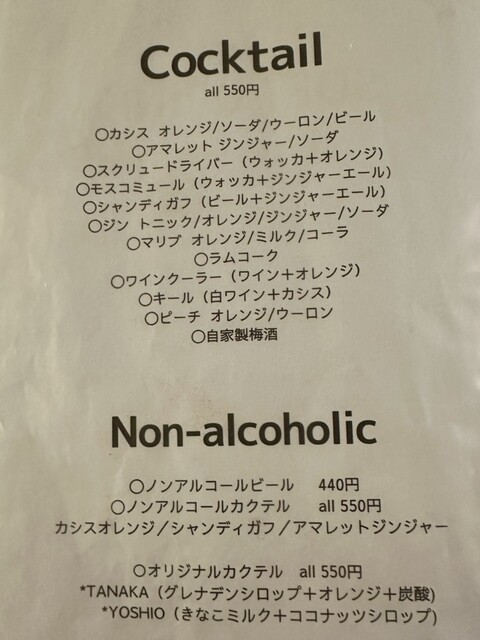 Cocktail
all 550円
○カシス オレンジ/ソーダ/ウーロン/ビール
○アマレット ジンジャー/ソーダ
○スクリュードライバー（ウォッカ＋オレンジ）
○モスコミュール（ウォッカ＋ジンジャーエール）
○シャンディガフ（ビール＋ジンジャーエール）
○ジン トニック/オレンジ/ジンジャー/ソーダ
○マリブ オレンジ/ミルク/コーラ
○ラムコーク
○ワインクーラー（ワイン＋オレンジ）
○キール（白ワイン＋カシス）
○ピーチ オレンジ/ウーロン
○自家製梅酒
Non-alcoholic
○ノンアルコールビール 440円
○ノンアルコールカクテル all 550円
カシスオレンジ／シャンディガフ／アマレットジンジャー
○オリジナルカクテル all 550円
*TANAKA（グレナデンシロップ＋オレンジ＋炭酸）
*YOSHIO（きなこミルク＋ココナッツシロップ）